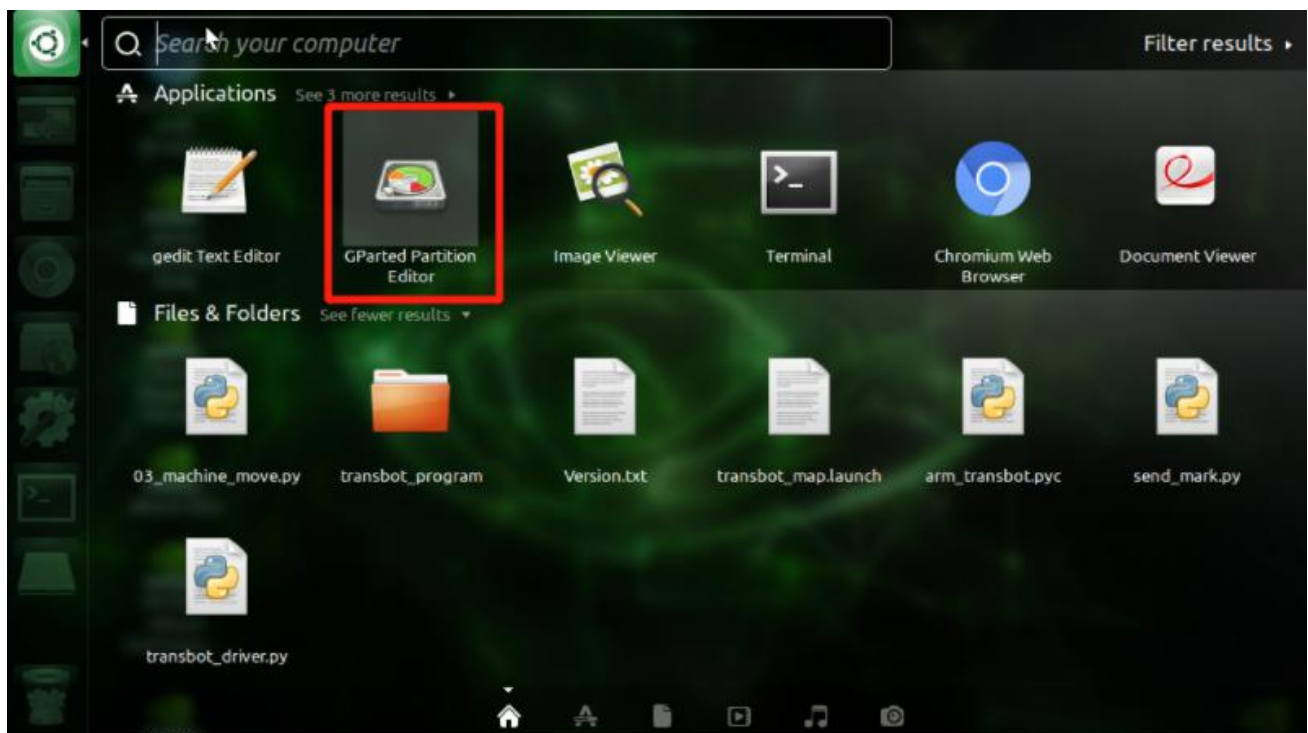 Search your computer
Filter results
Applications See 3 more results
gedit Text Editor
GParted Partition
Editor
Image Viewer
Terminal
Chromium Web
Browser
Document Viewer
Files & Folders See fewer results
03_machine_move.py
transbot_program
Version.txt
transbot_map.launch
arm_transbot.pyc
send_mark.py
transbot_driver.py